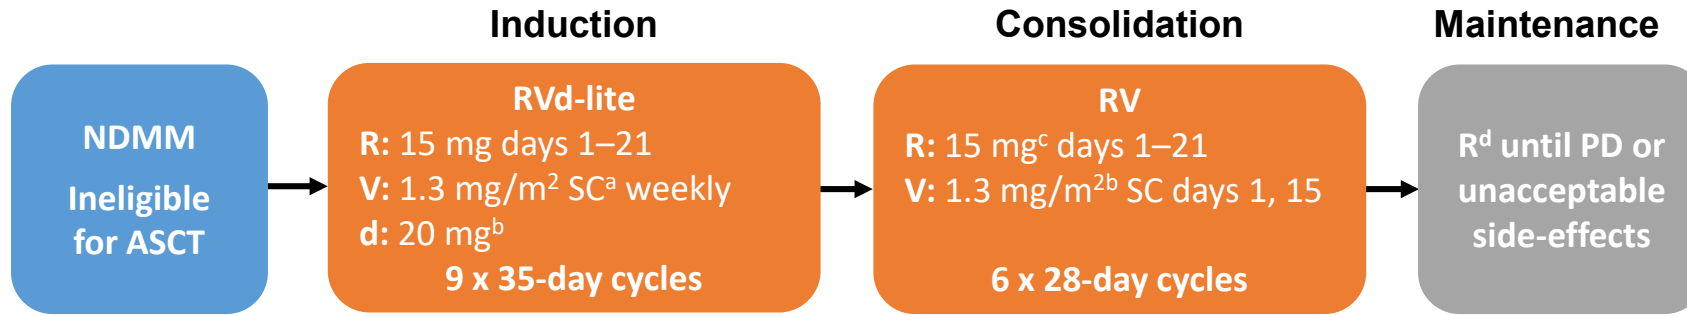 Induction
Consolidation
Maintenance
NDMM
Ineligible
for ASCT
RVd-lite
R: 15 mg days 1–21
V: 1.3 mg/m² SCᵃ weekly
d: 20 mgᵇ
9 x 35-day cycles
RV
R: 15 mgᶜ days 1–21
V: 1.3 mg/m²ᵇ SC days 1, 15
6 x 28-day cycles
Rᵈ until PD or
unacceptable
side-effects